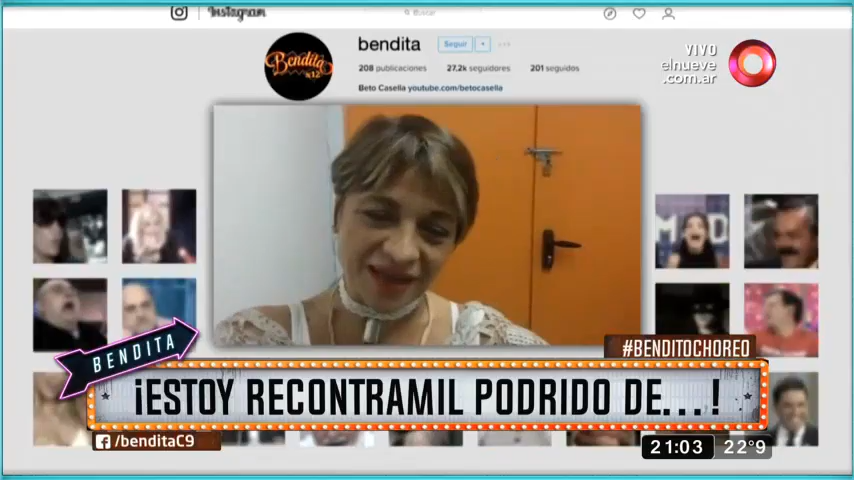 Instagram
Buscar
Bendita
x12
bendita
Seguir
208 publicaciones 27,2k seguidores 201 seguidos
Beto Casella youtube.com/betocasella
VIVO
elnueve
.com.ar
BENDITA
#BENDITOCHOREO
¡ESTOY RECONTRAMIL PODRIDO DE...!
/benditaC9
21:03 22°9